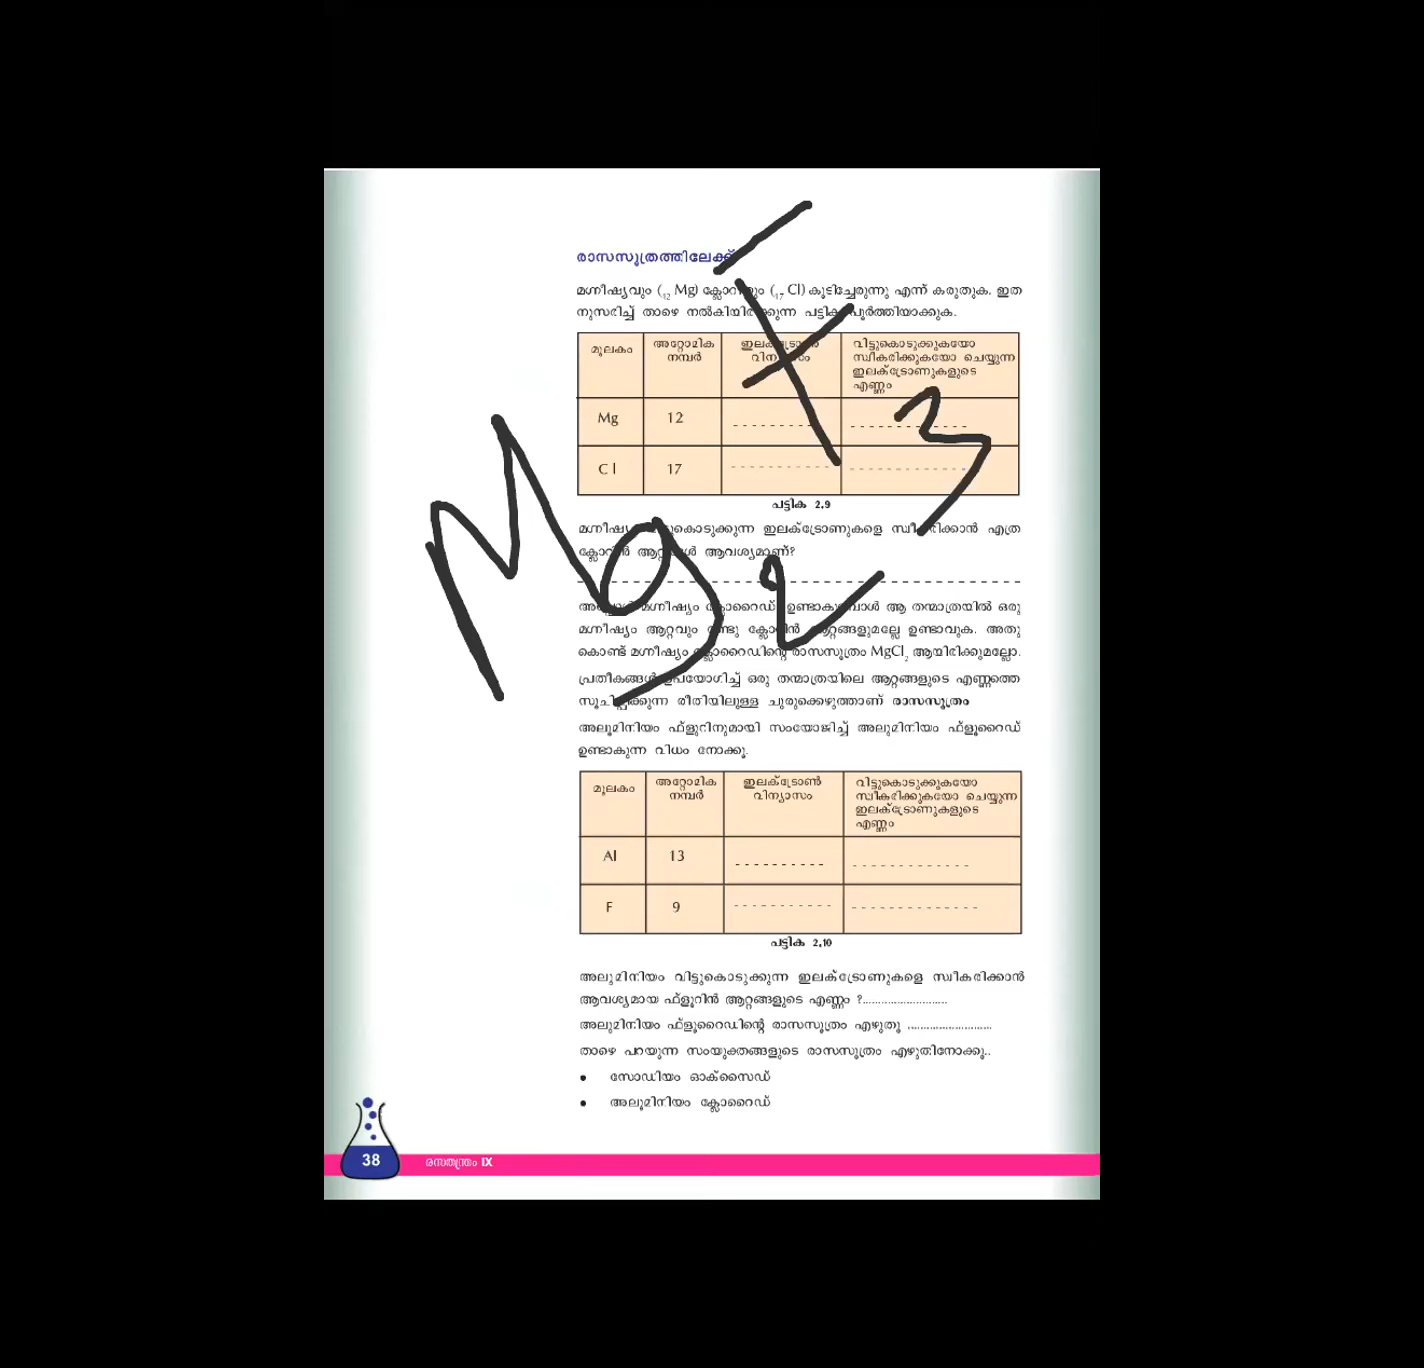 രാസസൂത്രത്തിലേക്ക്
മഗ്നീഷ്യവും (₁₂ Mg) ക്ലോറിനും (₁₇ Cl) കൂടിച്ചേരുന്നു എന്ന് കരുതുക. ഇത
നുസരിച്ച് താഴെ നൽകിയിരിക്കുന്ന പട്ടിക പൂർത്തിയാക്കുക.
മൂലകം അറ്റോമിക നമ്പർ ഇലക്ട്രോൺ വിന്യാസം വിട്ടുകൊടുക്കുകയോ സ്വീകരിക്കുകയോ ചെയ്യുന്ന ഇലക്ട്രോണുകളുടെ എണ്ണം
Mg 12 - - - - - - - - - - - - - - - - - - - -
Cl 17 - - - - - - - - - - - - - - - - - - - -
പട്ടിക 2.9
മഗ്നീഷ്യം വിട്ടുകൊടുക്കുന്ന ഇലക്ട്രോണുകളെ സ്വീകരിക്കാൻ എത്ര
ക്ലോറിൻ ആറ്റങ്ങൾ ആവശ്യമാണ്?
അപ്പോൾ മഗ്നീഷ്യം ക്ലോറൈഡ് ഉണ്ടാകുമ്പോൾ ആ തന്മാത്രയിൽ ഒരു
മഗ്നീഷ്യം ആറ്റവും രണ്ടു ക്ലോറിൻ ആറ്റങ്ങളുമല്ലേ ഉണ്ടാവുക. അതു
കൊണ്ട് മഗ്നീഷ്യം ക്ലോറൈഡിന്റെ രാസസൂത്രം MgCl₂ ആയിരിക്കുമല്ലോ.
പ്രതീകങ്ങൾ ഉപയോഗിച്ച് ഒരു തന്മാത്രയിലെ ആറ്റങ്ങളുടെ എണ്ണത്തെ
സൂചിപ്പിക്കുന്ന രീതിയിലുള്ള ചുരുക്കെഴുത്താണ് രാസസൂത്രം
അലൂമിനിയം ഫ്ളൂറിനുമായി സംയോജിച്ച് അലുമിനിയം ഫ്ളൂറൈഡ്
ഉണ്ടാകുന്ന വിധം നോക്കൂ.
മൂലകം അറ്റോമിക നമ്പർ ഇലക്ട്രോൺ വിന്യാസം വിട്ടുകൊടുക്കുകയോ സ്വീകരിക്കുകയോ ചെയ്യുന്ന ഇലക്ട്രോണുകളുടെ എണ്ണം
Al 13 - - - - - - - - - - - - - - - - - - - -
F 9 - - - - - - - - - - - - - - - - - - - -
പട്ടിക 2.10
അലുമിനിയം വിട്ടുകൊടുക്കുന്ന ഇലക്ട്രോണുകളെ സ്വീകരിക്കാൻ
ആവശ്യമായ ഫ്ളൂറിൻ ആറ്റങ്ങളുടെ എണ്ണം ?..........................
അലുമിനിയം ഫ്ളൂറൈഡിന്റെ രാസസൂത്രം എഴുതൂ ..........................
താഴെ പറയുന്ന സംയുക്തങ്ങളുടെ രാസസൂത്രം എഴുതിനോക്കൂ..
• സോഡിയം ഓക്സൈഡ്
• അലൂമിനിയം ക്ലോറൈഡ്
38 രസതന്ത്രം IX
Mg 2 3